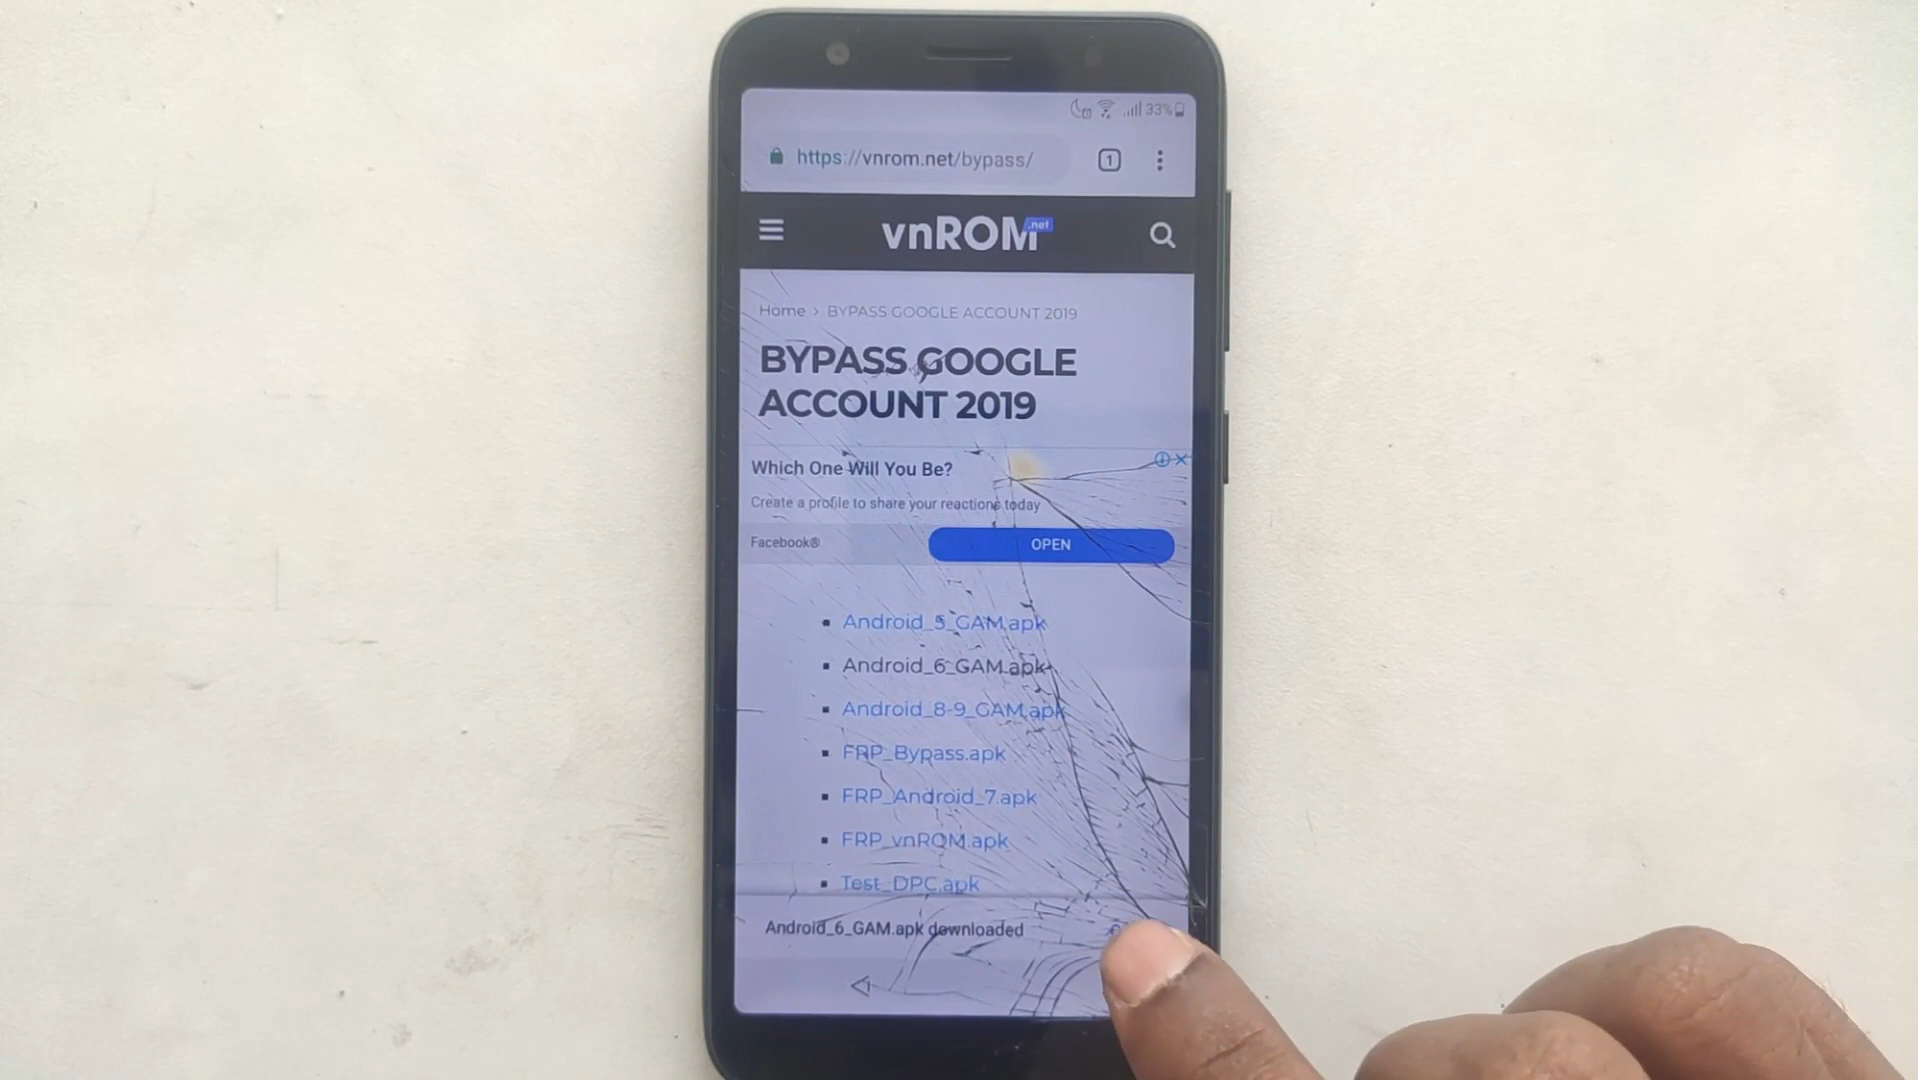 33%
https://vnrom.net/bypass/
1
vnROM.net
Home > BYPASS GOOGLE ACCOUNT 2019
BYPASS GOOGLE
ACCOUNT 2019
Which One Will You Be?
Create a profile to share your reactions today
Facebook®
OPEN
Android_5_GAM.apk
Android_6_GAM.apk
Android_8-9_GAM.apk
FRP_Bypass.apk
FRP_Android_7.apk
FRP_vnROM.apk
Test_DPC.apk
Android_6_GAM.apk downloaded